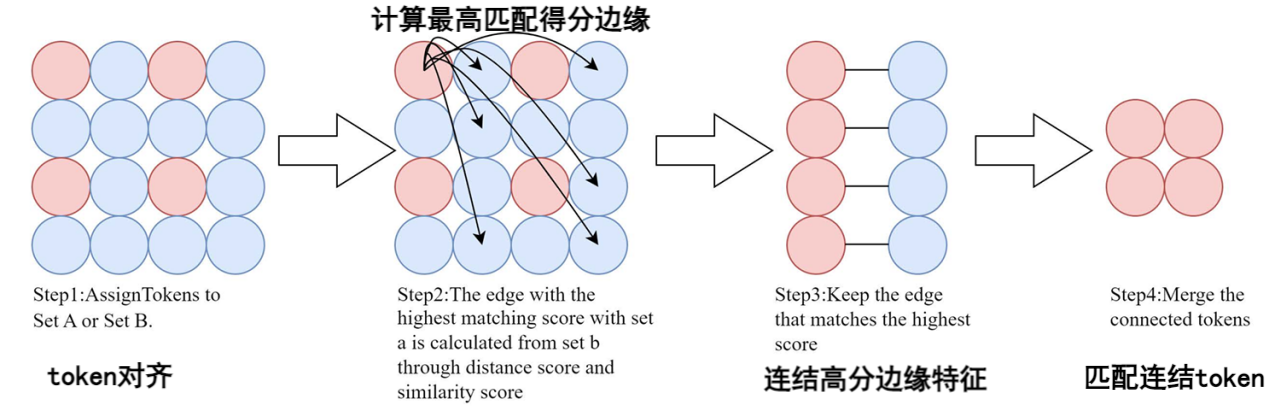 计算最高匹配得分边缘
Step1:AssignTokens to
Set A or Set B.
token对齐
Step2:The edge with the
highest matching score with set
a is calculated from set b
through distance score and
similarity score
Step3:Keep the edge
that matches the highest
score
连结高分边缘特征
Step4:Merge the
connected tokens
匹配连结token